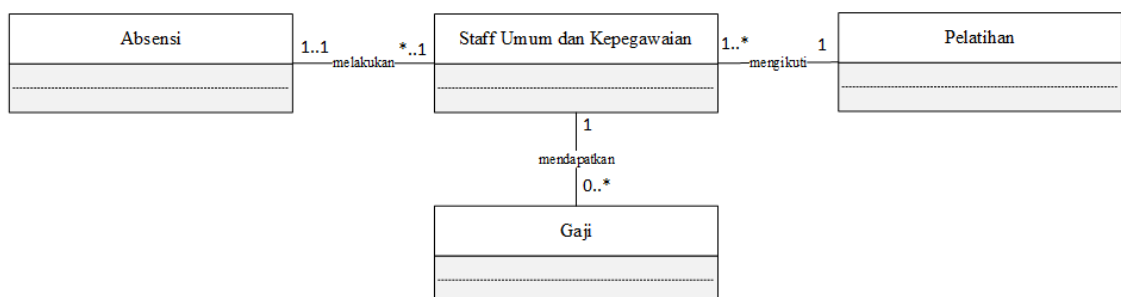 Absensi
1..1
melakukan
*..1
Staff Umum dan Kepegawaian
1..*
mengikuti
1
Pelatihan
1
mendapatkan
0..*
Gaji